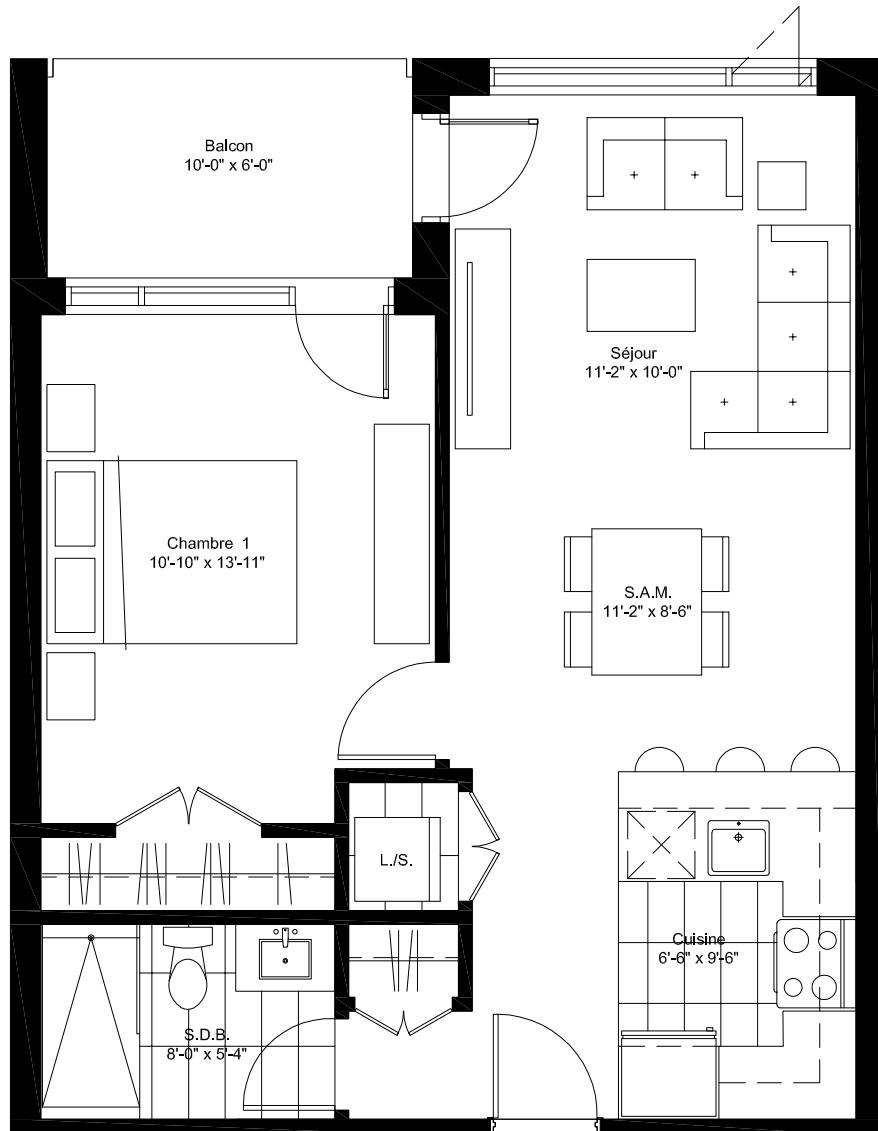 Balcon
10'-0" x 6'-0"
Séjour
11'-2" x 10'-0"
Chambre 1
10'-10" x 13'-11"
S.A.M.
11'-2" x 8'-6"
L./S.
Cuisine
6'-6" x 9'-6"
S.D.B.
8'-0" x 5'-4"